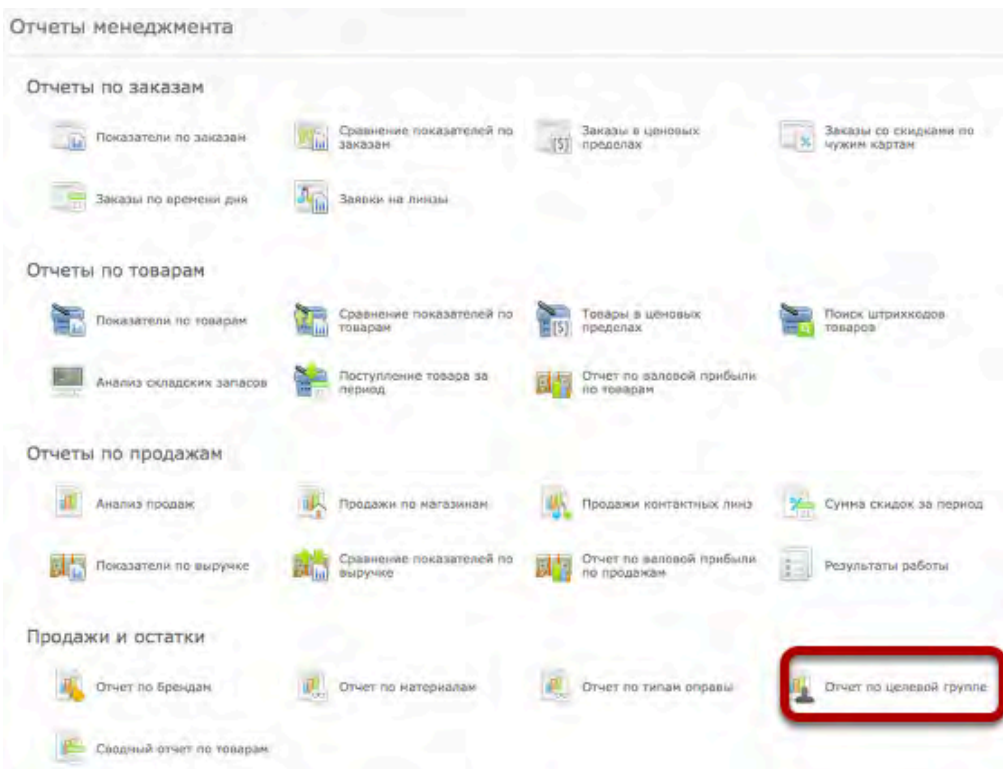 Отчеты менеджмента
Отчеты по заказам
Показатели по заказам
Сравнение показателей по
заказам
Заказы в ценовых
пределах
Заказы со скидками по
чужим картам
Заказы по времени дня
Заявки на линзы
Отчеты по товарам
Показатели по товарам
Сравнение показателей по
товарам
Товары в ценовых
пределах
Поиск штрихкодов
товаров
Анализ складских запасов
Поступление товара за
период
Отчет по валовой прибыли
по товарам
Отчеты по продажам
Анализ продаж
Продажи по магазинам
Продажи контактных линз
Сумма скидок за период
Показатели по выручке
Сравнение показателей по
выручке
Отчет по валовой прибыли
по продажам
Результаты работы
Продажи и остатки
Отчет по Брендам
Отчет по материалам
Отчет по типам оправы
Отчет по целевой группе
Сводный отчет по товарам